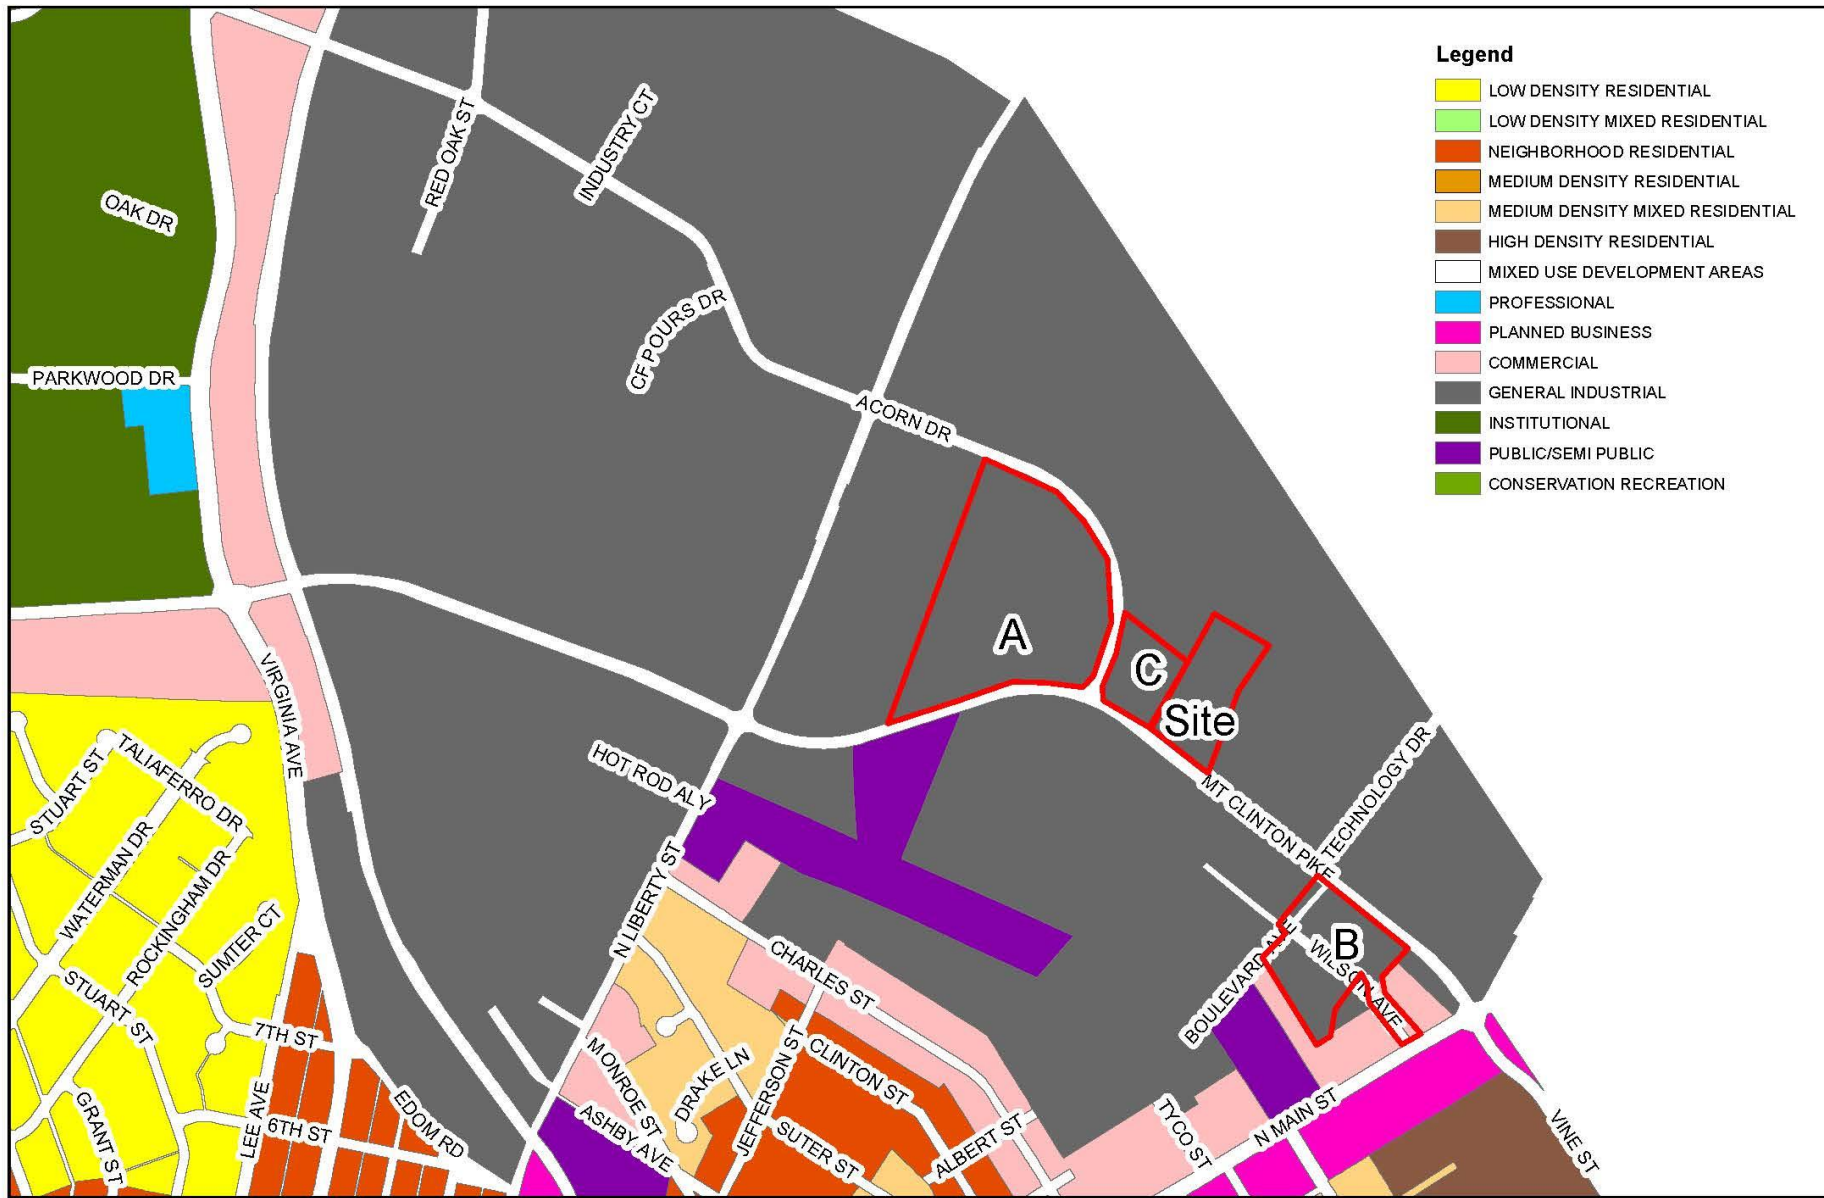 Legend
LOW DENSITY RESIDENTIAL
LOW DENSITY MIXED RESIDENTIAL
NEIGHBORHOOD RESIDENTIAL
MEDIUM DENSITY RESIDENTIAL
MEDIUM DENSITY MIXED RESIDENTIAL
HIGH DENSITY RESIDENTIAL
MIXED USE DEVELOPMENT AREAS
PROFESSIONAL
PLANNED BUSINESS
COMMERCIAL
GENERAL INDUSTRIAL
INSTITUTIONAL
PUBLIC/SEMI PUBLIC
CONSERVATION RECREATION
RED OAK ST
INDUSTRY CT
OAK DR
CF POURS DR
PARKWOOD DR
ACORN DR
A
C
Site
VIRGINIA AVE
HOT ROD ALY
TALIAFERRO DR
STUART ST
MT CLINTON PIKE
TECHNOLOGY DR
WATERMAN DR
ROCKINGHAM DR
SUMTER CT
N LIBERTY ST
CHARLES ST
BOULEVARD AVE
B
WILSON AVE
STUART ST
7TH ST
MONROE ST
DRAKE LN
JEFFERSON ST
CLINTON ST
GRANT ST
LEE AVE
6TH ST
EDOM RD
ASHBY AVE
SUTER ST
ALBERT ST
TYCO ST
N MAIN ST
VINE ST